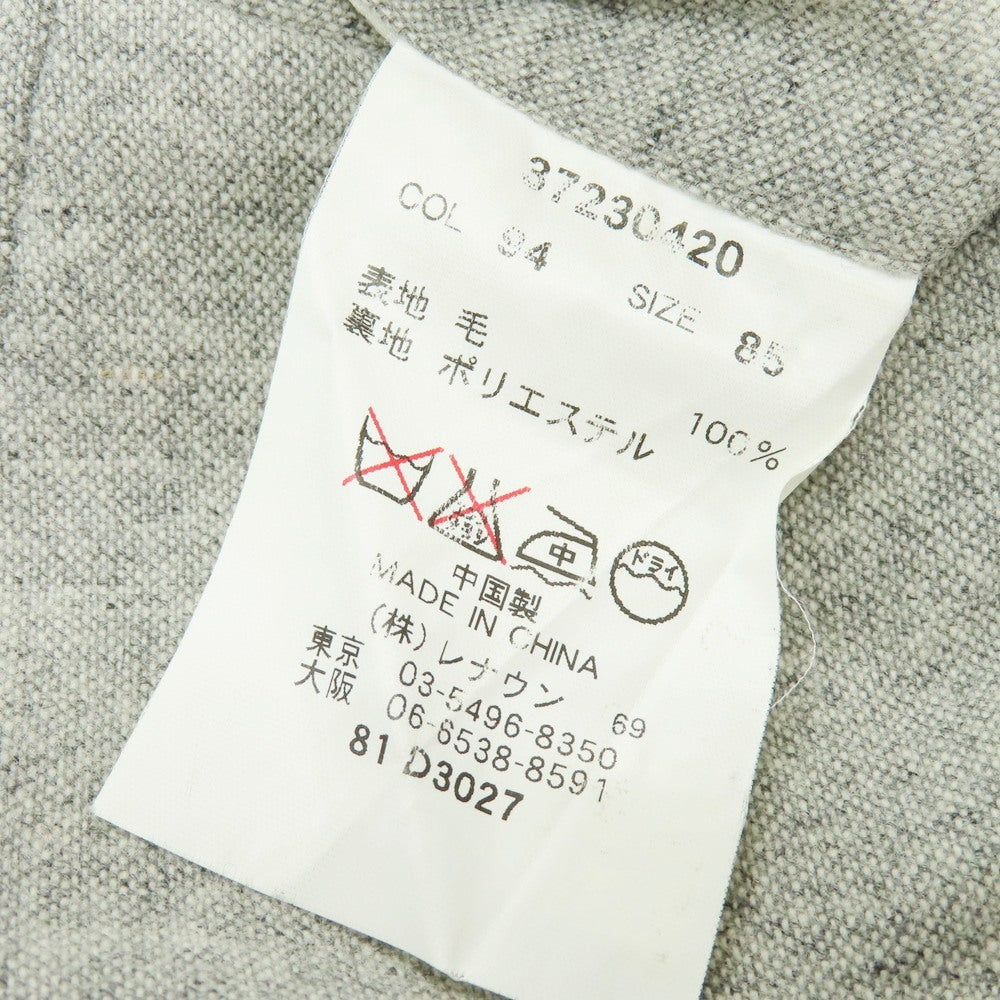 37230420
COL 94 SIZE 85
表地 毛
裏地 ポリエステル 100%
中 ドライ
中国製
MADE IN CHINA
(株)レナウン 69
東京 03-5496-8350
大阪 06-6538-8591
81 D3027